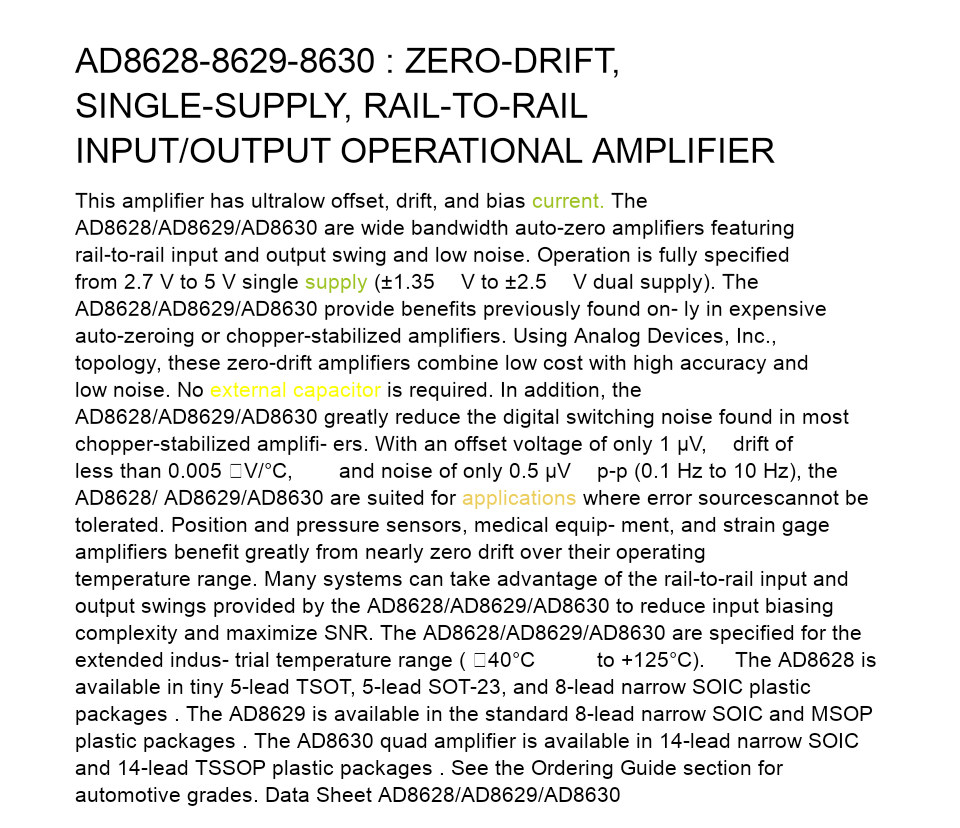 AD8628-8629-8630 : ZERO-DRIFT,
SINGLE-SUPPLY, RAIL-TO-RAIL
INPUT/OUTPUT OPERATIONAL AMPLIFIER
This amplifier has ultralow offset, drift, and bias current. The
AD8628/AD8629/AD8630 are wide bandwidth auto-zero amplifiers featuring
rail-to-rail input and output swing and low noise. Operation is fully specified
from 2.7 V to 5 V single supply (±1.35 V to ±2.5 V dual supply). The
AD8628/AD8629/AD8630 provide benefits previously found on- ly in expensive
auto-zeroing or chopper-stabilized amplifiers. Using Analog Devices, Inc.,
topology, these zero-drift amplifiers combine low cost with high accuracy and
low noise. No external capacitor is required. In addition, the
AD8628/AD8629/AD8630 greatly reduce the digital switching noise found in most
chopper-stabilized amplifi- ers. With an offset voltage of only 1 µV, drift of
less than 0.005 □V/°C, and noise of only 0.5 µV p-p (0.1 Hz to 10 Hz), the
AD8628/ AD8629/AD8630 are suited for applications where error sourcescannot be
tolerated. Position and pressure sensors, medical equip- ment, and strain gage
amplifiers benefit greatly from nearly zero drift over their operating
temperature range. Many systems can take advantage of the rail-to-rail input and
output swings provided by the AD8628/AD8629/AD8630 to reduce input biasing
complexity and maximize SNR. The AD8628/AD8629/AD8630 are specified for the
extended indus- trial temperature range ( □40°C to +125°C). The AD8628 is
available in tiny 5-lead TSOT, 5-lead SOT-23, and 8-lead narrow SOIC plastic
packages . The AD8629 is available in the standard 8-lead narrow SOIC and MSOP
plastic packages . The AD8630 quad amplifier is available in 14-lead narrow SOIC
and 14-lead TSSOP plastic packages . See the Ordering Guide section for
automotive grades. Data Sheet AD8628/AD8629/AD8630